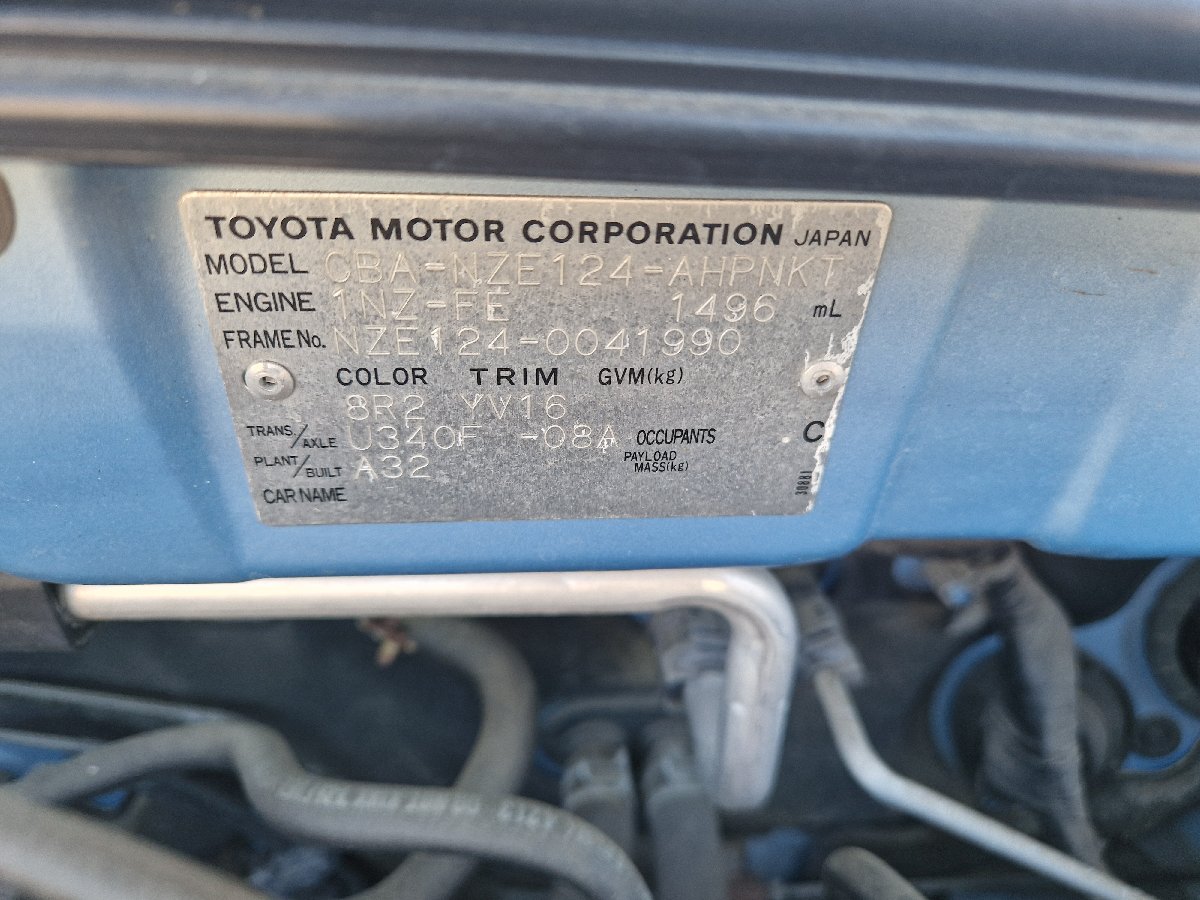 TOYOTA MOTOR CORPORATION JAPAN
MODEL CBA-NZE124-AHPNKT
ENGINE 1NZ-FE 1496 mL
FRAME No. NZE124-0041990
COLOR TRIM GVM(kg)
8R2 YV16
TRANS/AXLE U340F -08A OCCUPANTS C
PLANT/BUILT A32 PAYLOAD MASS(kg)
CAR NAME
30881